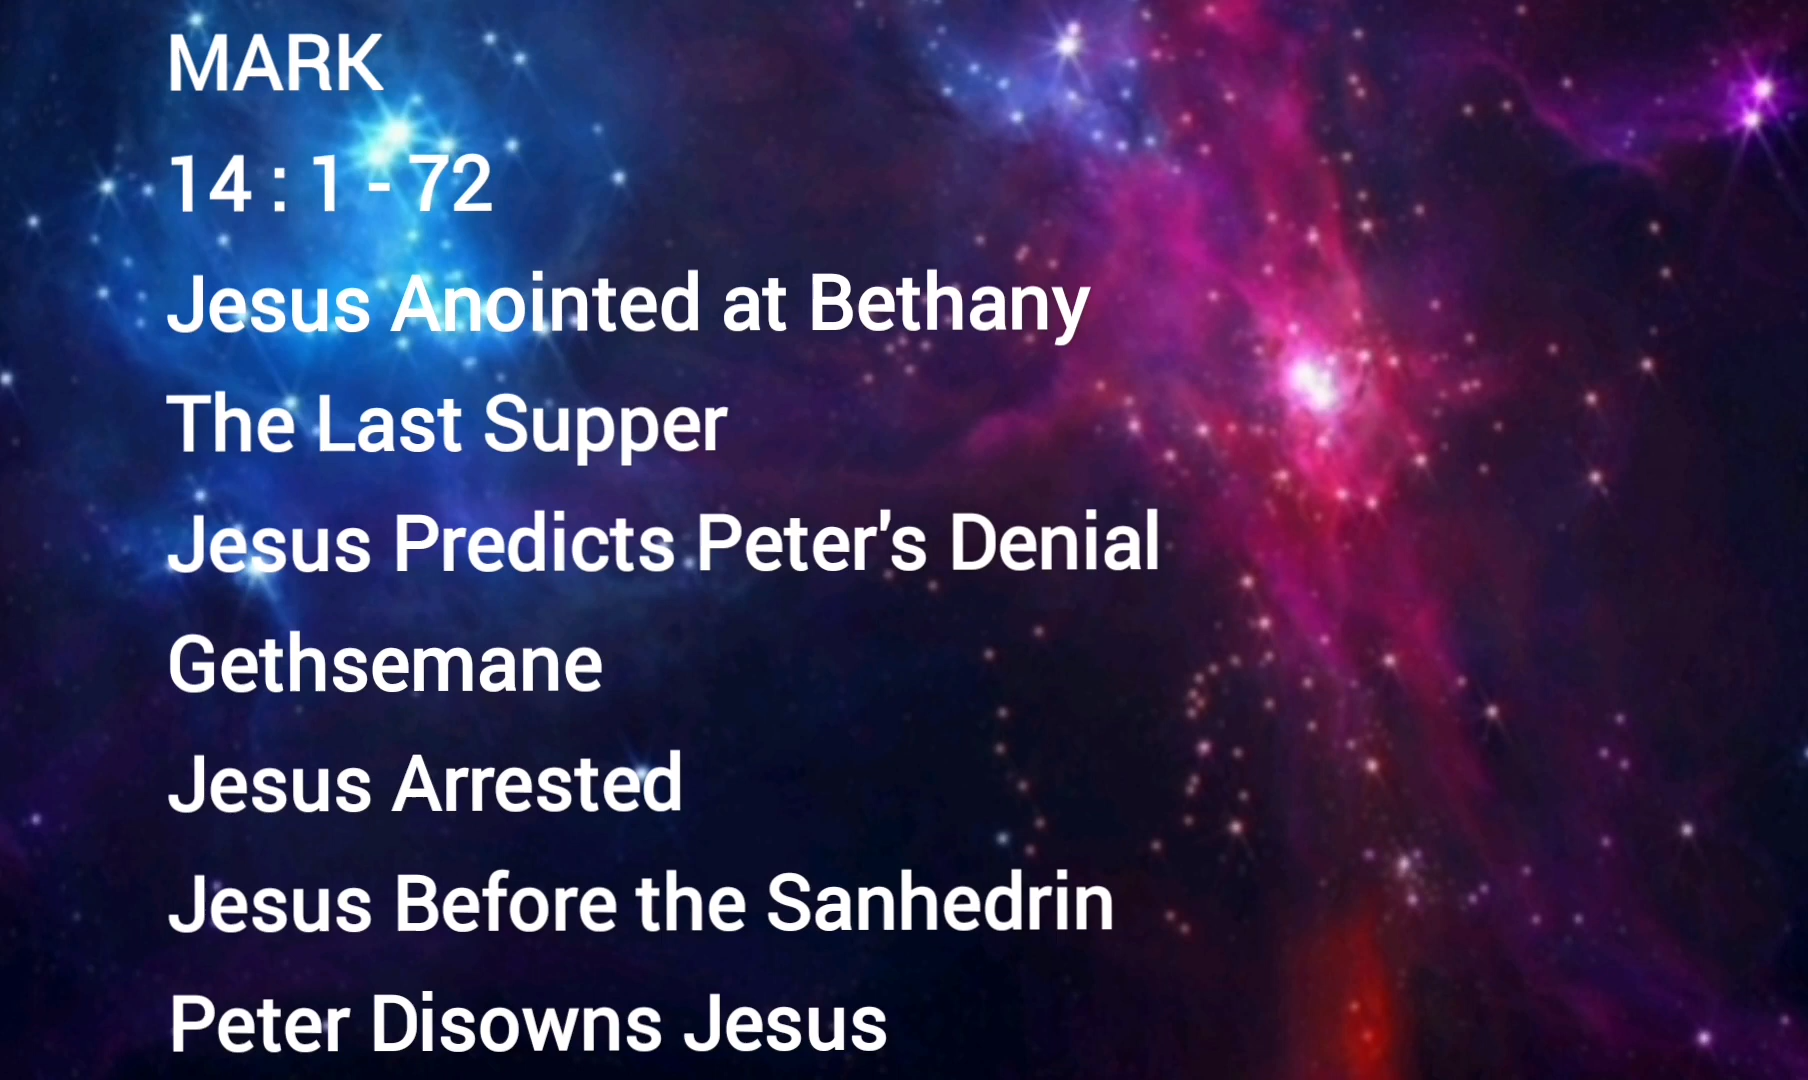 MARK
14 : 1 - 72
Jesus Anointed at Bethany
The Last Supper
Jesus Predicts Peter's Denial
Gethsemane
Jesus Arrested
Jesus Before the Sanhedrin
Peter Disowns Jesus